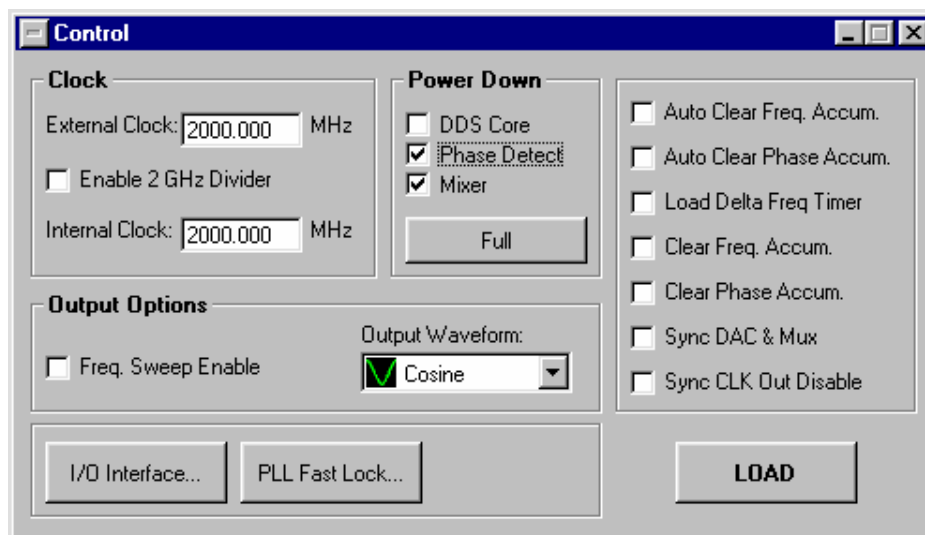 Control
Clock
External Clock: 2000.000 MHz
Enable 2 GHz Divider
Internal Clock: 2000.000 MHz
Power Down
DDS Core
Phase Detect
Mixer
Full
Auto Clear Freq. Accum.
Auto Clear Phase Accum.
Load Delta Freq Timer
Clear Freq. Accum.
Clear Phase Accum.
Sync DAC & Mux
Sync CLK Out Disable
Output Options
Freq. Sweep Enable
Output Waveform:
Cosine
I/O Interface...
PLL Fast Lock...
LOAD